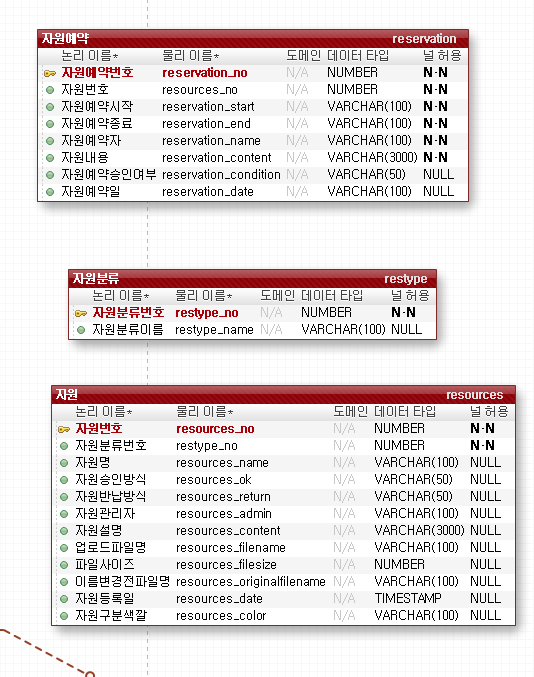 자원예약 reservation
논리 이름* 물리 이름* 도메인 데이터 타입 널 허용
자원예약번호 reservation_no N/A NUMBER N-N
자원번호 resources_no N/A NUMBER N-N
자원예약시작 reservation_start N/A VARCHAR(100) N-N
자원예약종료 reservation_end N/A VARCHAR(100) N-N
자원예약자 reservation_name N/A VARCHAR(100) N-N
자원내용 reservation_content N/A VARCHAR(3000) N-N
자원예약승인여부 reservation_condition N/A VARCHAR(50) NULL
자원예약일 reservation_date N/A VARCHAR(100) NULL
자원분류 restype
논리 이름* 물리 이름* 도메인 데이터 타입 널 허용
자원분류번호 restype_no N/A NUMBER N-N
자원분류이름 restype_name N/A VARCHAR(100) NULL
자원 resources
논리 이름* 물리 이름* 도메인 데이터 타입 널 허용
자원번호 resources_no N/A NUMBER N-N
자원분류번호 restype_no N/A NUMBER N-N
자원명 resources_name N/A VARCHAR(100) NULL
자원승인방식 resources_ok N/A VARCHAR(50) NULL
자원반납방식 resources_return N/A VARCHAR(50) NULL
자원관리자 resources_admin N/A VARCHAR(100) NULL
자원설명 resources_content N/A VARCHAR(3000) NULL
업로드파일명 resources_filename N/A VARCHAR(100) NULL
파일사이즈 resources_filesize N/A NUMBER NULL
이름변경전파일명 resources_originalfilename N/A VARCHAR(100) NULL
자원등록일 resources_date N/A TIMESTAMP NULL
자원구분색깔 resources_color N/A VARCHAR(100) NULL